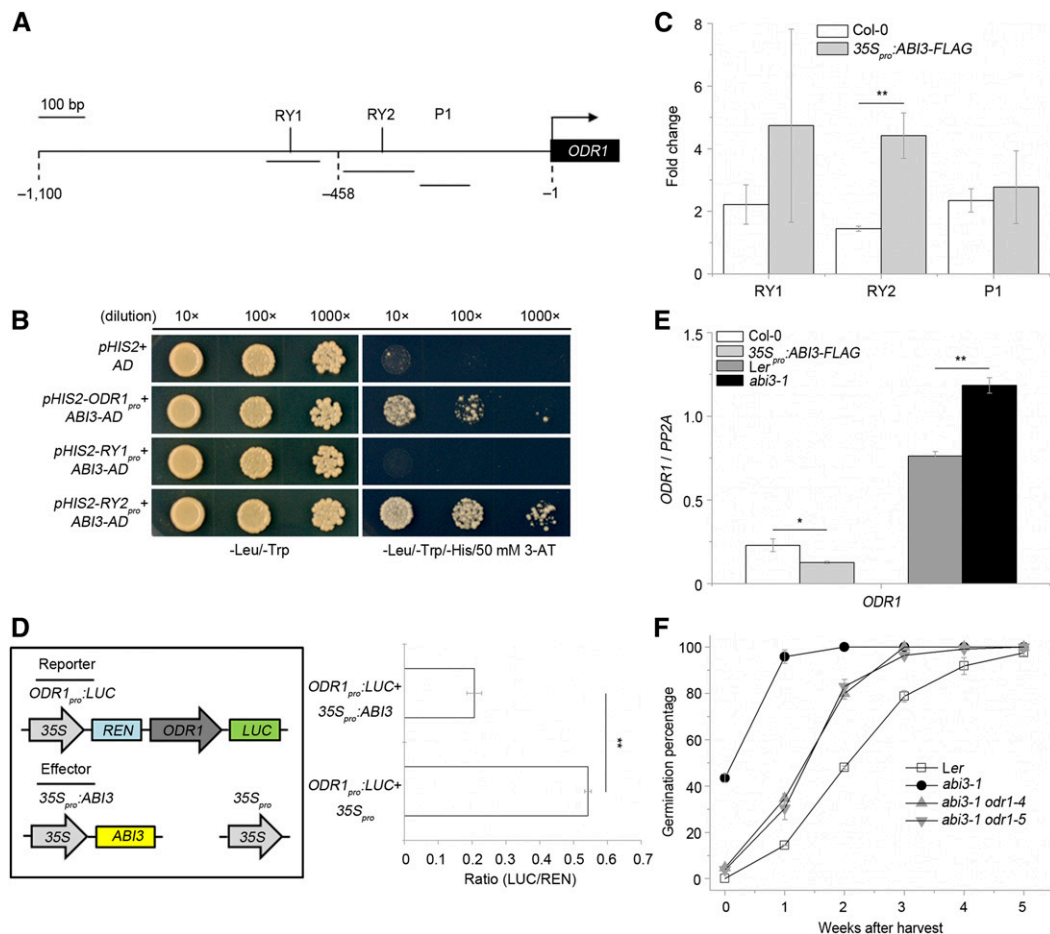 A
100 bp
RY1
RY2
P1
ODR1
–1,100
–458
–1
B
(dilution) 10× 100× 1000× 10× 100× 1000×
pHIS2+
AD
pHIS2-ODR1pro+
ABI3-AD
pHIS2-RY1pro+
ABI3-AD
pHIS2-RY2pro+
ABI3-AD
-Leu/-Trp
-Leu/-Trp/-His/50 mM 3-AT
C
Col-0
35Spro:ABI3-FLAG
**
Fold change
8
6
4
2
0
RY1 RY2 P1
D
Reporter
ODR1pro:LUC
35S REN ODR1 LUC
Effector
35Spro:ABI3
35Spro
35S ABI3
35S
ODR1pro:LUC+
35Spro:ABI3
ODR1pro:LUC+
35Spro
**
0 0.1 0.2 0.3 0.4 0.5 0.6 0.7
Ratio (LUC/REN)
E
Col-0
35Spro:ABI3-FLAG
Ler
abi3-1
*
**
ODR1 / PP2A
1.5
1.0
0.5
0
ODR1
F
Germination percentage
100
80
60
40
20
0
Ler
abi3-1
abi3-1 odr1-4
abi3-1 odr1-5
0 1 2 3 4 5
Weeks after harvest